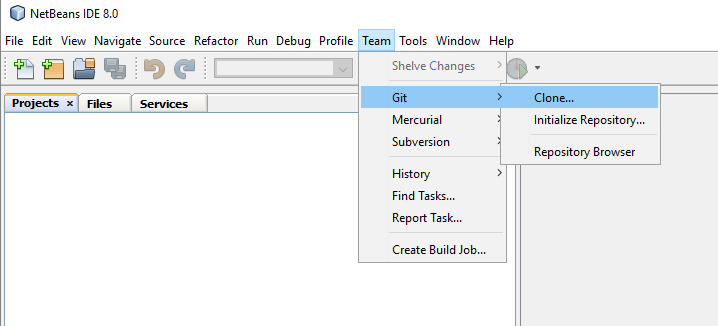 NetBeans IDE 8.0
File Edit View Navigate Source Refactor Run Debug Profile Team Tools Window Help
Shelve Changes
Projects × Files Services
Git
Clone...
Mercurial
Initialize Repository...
Subversion
Repository Browser
History
Find Tasks...
Report Task...
Create Build Job...